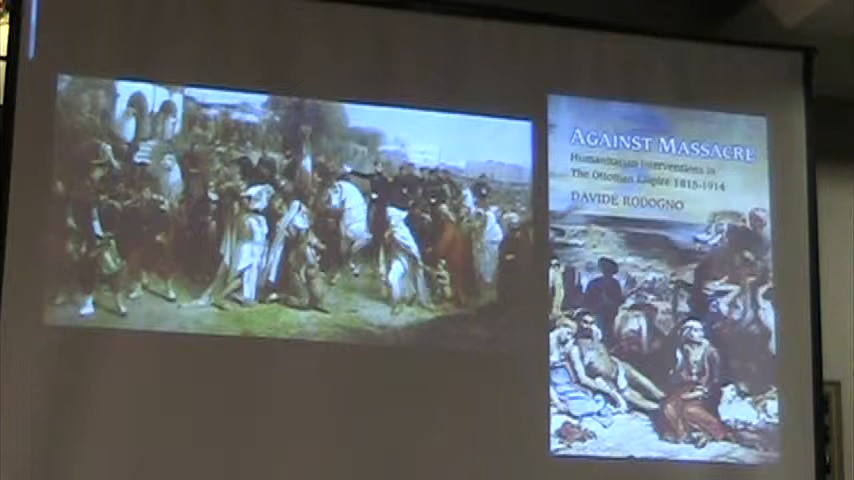 AGAINST MASSACRE
Humanitarian Interventions in
The Ottoman Empire 1815-1914
DAVIDE RODOGNO